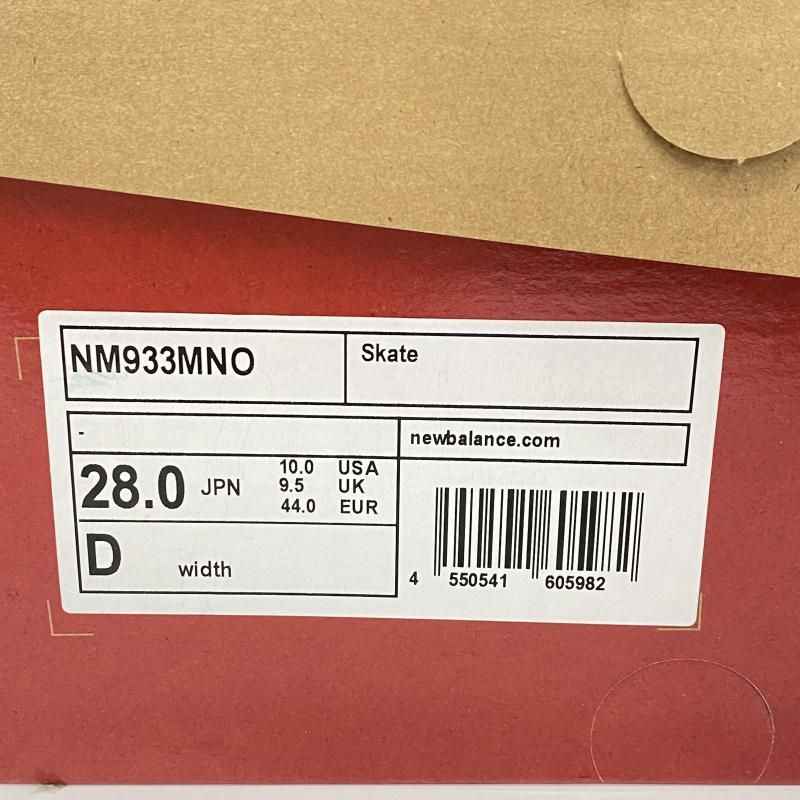 NM933MNO
Skate
-
newbalance.com
28.0 JPN
10.0 USA
9.5 UK
44.0 EUR
D width
4 550541 605982